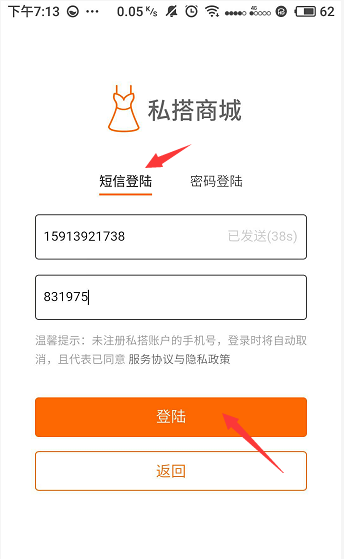 下午7:13 ··· 0.05 K/s 4G 62
私搭商城
短信登陆 密码登陆
15913921738 已发送(38s)
831975
温馨提示：未注册私搭账户的手机号，登录时将自动取
消，且代表已同意 服务协议与隐私政策
登陆
返回